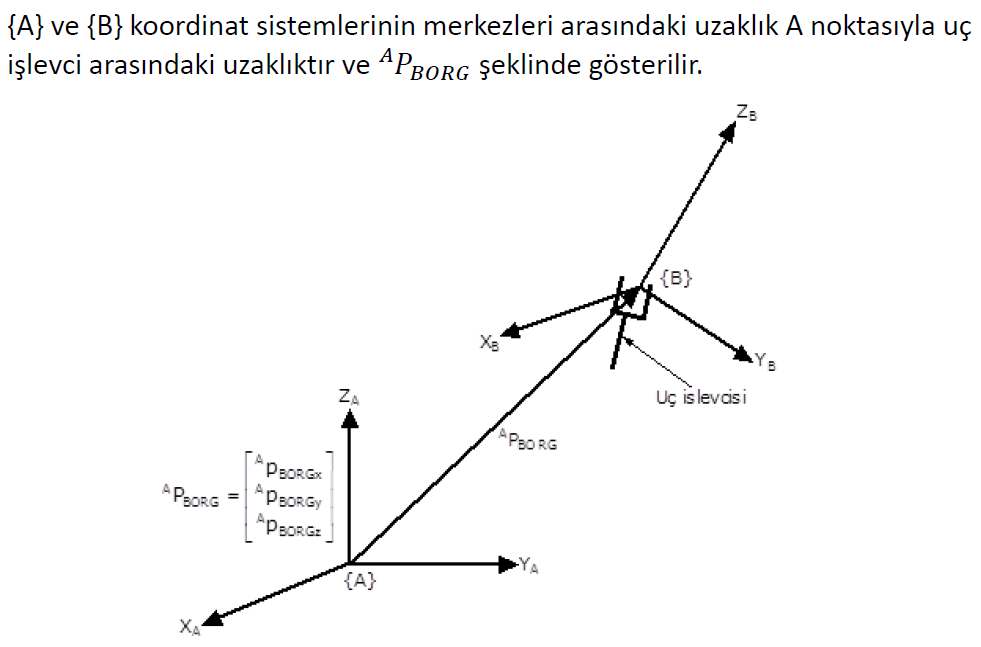 {A} ve {B} koordinat sistemlerinin merkezleri arasındaki uzaklık A noktasıyla uç
işlevci arasındaki uzaklıktır ve ᴬP_BORG şeklinde gösterilir.
Z_B
{B}
X_B
Y_B
Uç islevcisi
Z_A
ᴬP_BORG
ᴬP_BORG = [ᴬp_BORGx
ᴬp_BORGy
ᴬp_BORGz]
Y_A
{A}
X_A